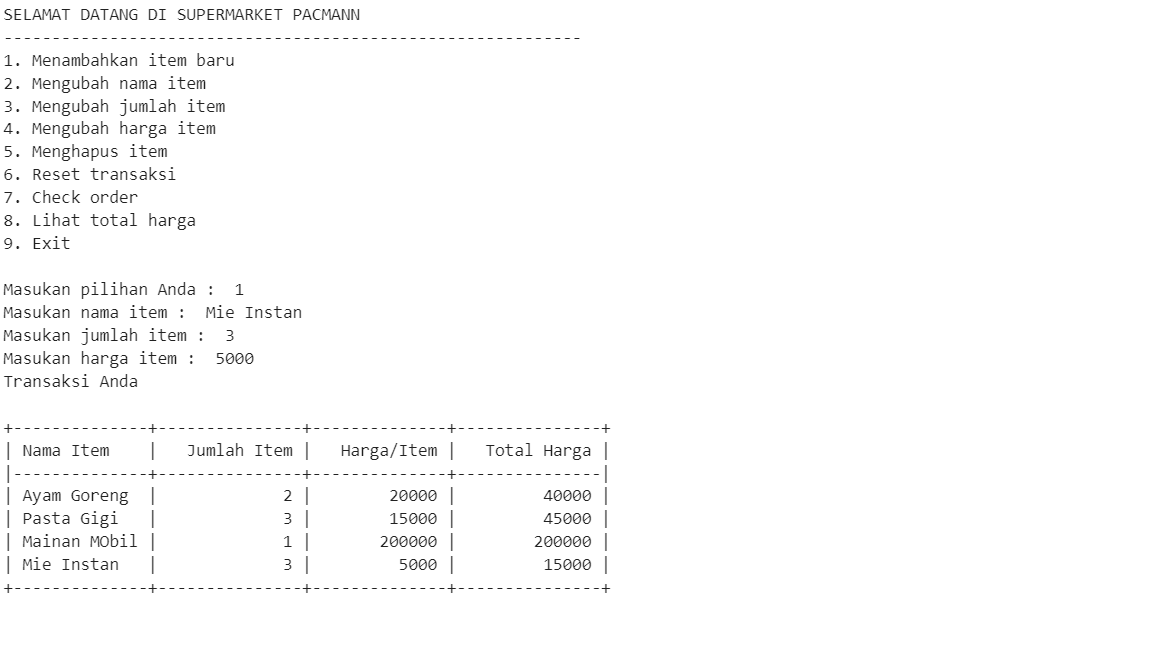 SELAMAT DATANG DI SUPERMARKET PACMANN
------------------------------------------------------------
1. Menambahkan item baru
2. Mengubah nama item
3. Mengubah jumlah item
4. Mengubah harga item
5. Menghapus item
6. Reset transaksi
7. Check order
8. Lihat total harga
9. Exit

Masukan pilihan Anda :  1
Masukan nama item :  Mie Instan
Masukan jumlah item :  3
Masukan harga item :  5000
Transaksi Anda

+--------------+---------------+--------------+---------------+
| Nama Item    |   Jumlah Item |   Harga/Item |   Total Harga |
|--------------+---------------+--------------+---------------|
| Ayam Goreng  |             2 |        20000 |         40000 |
| Pasta Gigi   |             3 |        15000 |         45000 |
| Mainan MObil |             1 |       200000 |        200000 |
| Mie Instan   |             3 |         5000 |         15000 |
+--------------+---------------+--------------+---------------+